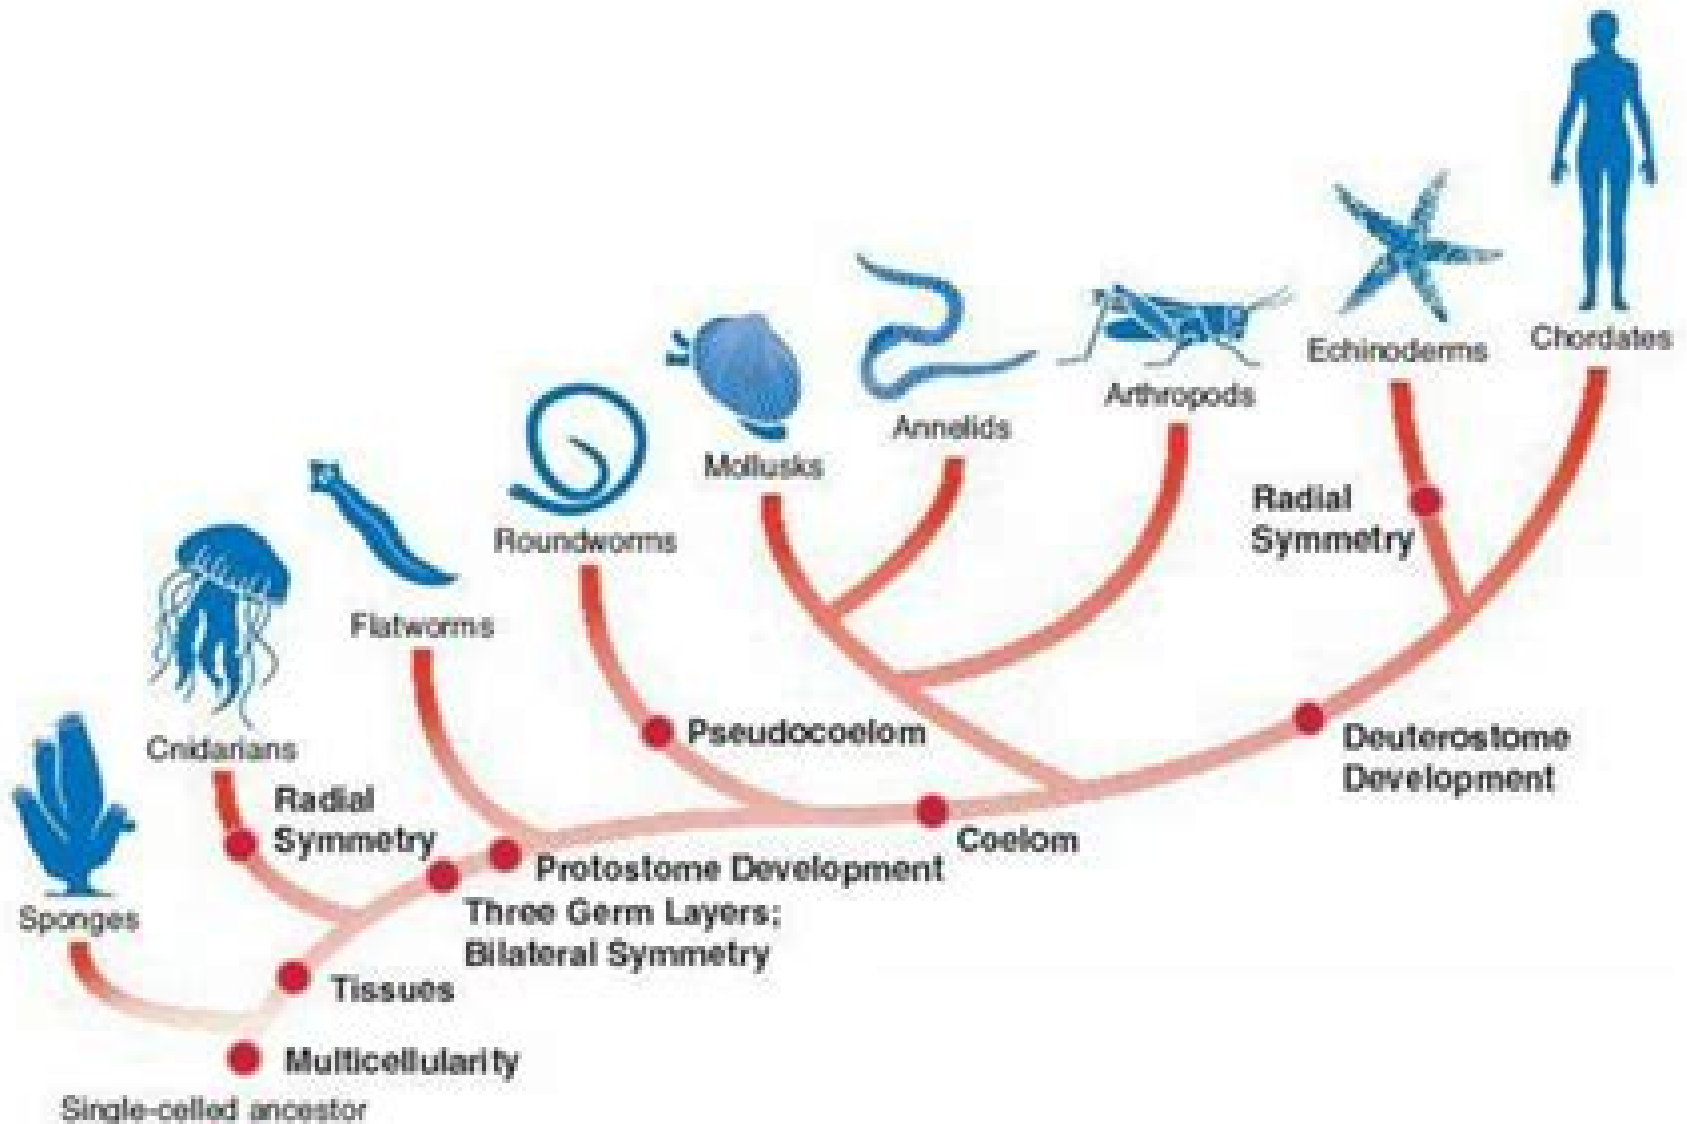 Chordates
Echinoderms
Arthropods
Annelids
Mollusks
Radial
Symmetry
Roundworms
Flatworms
Pseudocoelom
Deuterostome
Development
Cnidarians
Radial
Symmetry
Coelom
Protostome Development
Three Germ Layers;
Bilateral Symmetry
Sponges
Tissues
Multicellularity
Single-celled ancestor